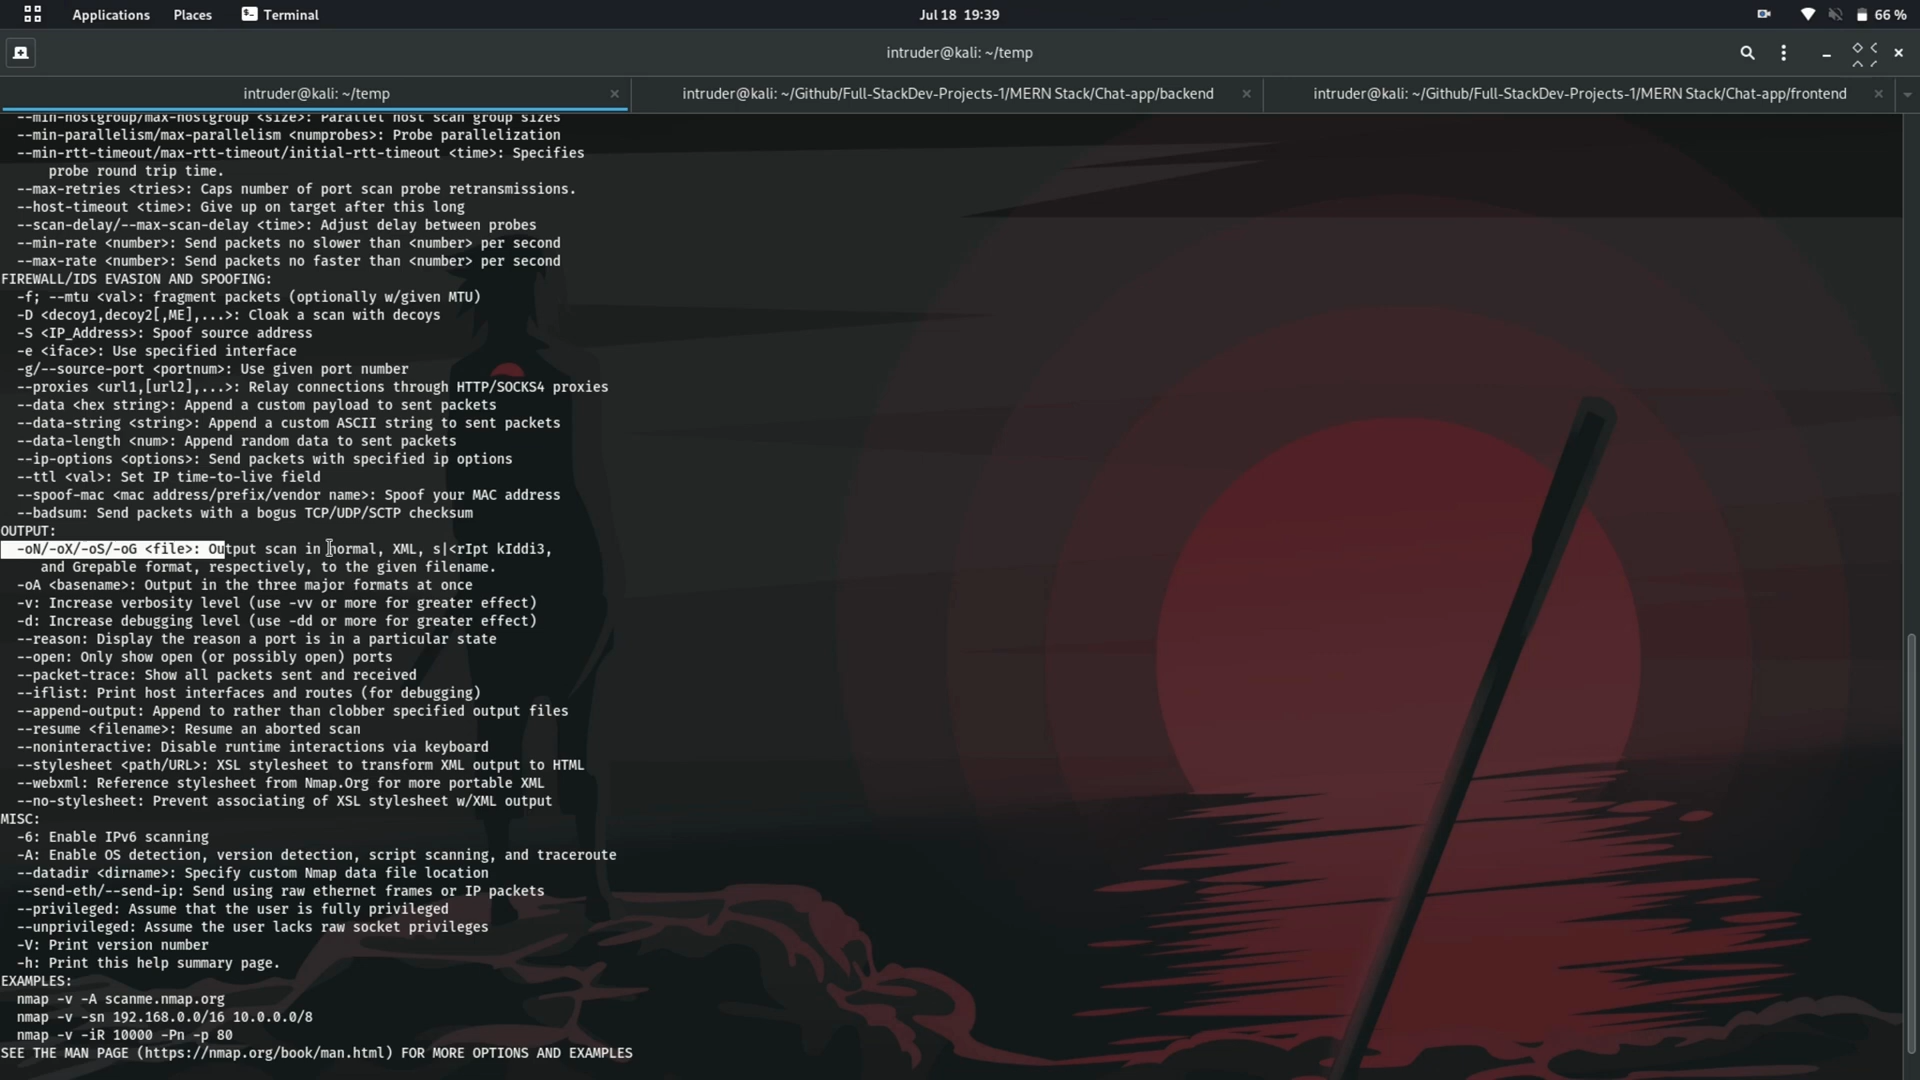 Applications Places Terminal Jul 18 19:39 66 %
intruder@kali: ~/temp
intruder@kali: ~/temp intruder@kali: ~/Github/Full-StackDev-Projects-1/MERN Stack/Chat-app/backend intruder@kali: ~/Github/Full-StackDev-Projects-1/MERN Stack/Chat-app/frontend
--min-hostgroup/max-hostgroup <size>: Parallel host scan group sizes
--min-parallelism/max-parallelism <numprobes>: Probe parallelization
--min-rtt-timeout/max-rtt-timeout/initial-rtt-timeout <time>: Specifies
probe round trip time.
--max-retries <tries>: Caps number of port scan probe retransmissions.
--host-timeout <time>: Give up on target after this long
--scan-delay/--max-scan-delay <time>: Adjust delay between probes
--min-rate <number>: Send packets no slower than <number> per second
--max-rate <number>: Send packets no faster than <number> per second
FIREWALL/IDS EVASION AND SPOOFING:
-f; --mtu <val>: fragment packets (optionally w/given MTU)
-D <decoy1,decoy2[,ME],...>: Cloak a scan with decoys
-S <IP_Address>: Spoof source address
-e <iface>: Use specified interface
-g/--source-port <portnum>: Use given port number
--proxies <url1,[url2],...>: Relay connections through HTTP/SOCKS4 proxies
--data <hex string>: Append a custom payload to sent packets
--data-string <string>: Append a custom ASCII string to sent packets
--data-length <num>: Append random data to sent packets
--ip-options <options>: Send packets with specified ip options
--ttl <val>: Set IP time-to-live field
--spoof-mac <mac address/prefix/vendor name>: Spoof your MAC address
--badsum: Send packets with a bogus TCP/UDP/SCTP checksum
OUTPUT:
-oN/-oX/-oS/-oG <file>: Output scan in normal, XML, s|<rIpt kIddi3,
and Grepable format, respectively, to the given filename.
-oA <basename>: Output in the three major formats at once
-v: Increase verbosity level (use -vv or more for greater effect)
-d: Increase debugging level (use -dd or more for greater effect)
--reason: Display the reason a port is in a particular state
--open: Only show open (or possibly open) ports
--packet-trace: Show all packets sent and received
--iflist: Print host interfaces and routes (for debugging)
--append-output: Append to rather than clobber specified output files
--resume <filename>: Resume an aborted scan
--noninteractive: Disable runtime interactions via keyboard
--stylesheet <path/URL>: XSL stylesheet to transform XML output to HTML
--webxml: Reference stylesheet from Nmap.Org for more portable XML
--no-stylesheet: Prevent associating of XSL stylesheet w/XML output
MISC:
-6: Enable IPv6 scanning
-A: Enable OS detection, version detection, script scanning, and traceroute
--datadir <dirname>: Specify custom Nmap data file location
--send-eth/--send-ip: Send using raw ethernet frames or IP packets
--privileged: Assume that the user is fully privileged
--unprivileged: Assume the user lacks raw socket privileges
-V: Print version number
-h: Print this help summary page.
EXAMPLES:
nmap -v -A scanme.nmap.org
nmap -v -sn 192.168.0.0/16 10.0.0.0/8
nmap -v -iR 10000 -Pn -p 80
SEE THE MAN PAGE (https://nmap.org/book/man.html) FOR MORE OPTIONS AND EXAMPLES